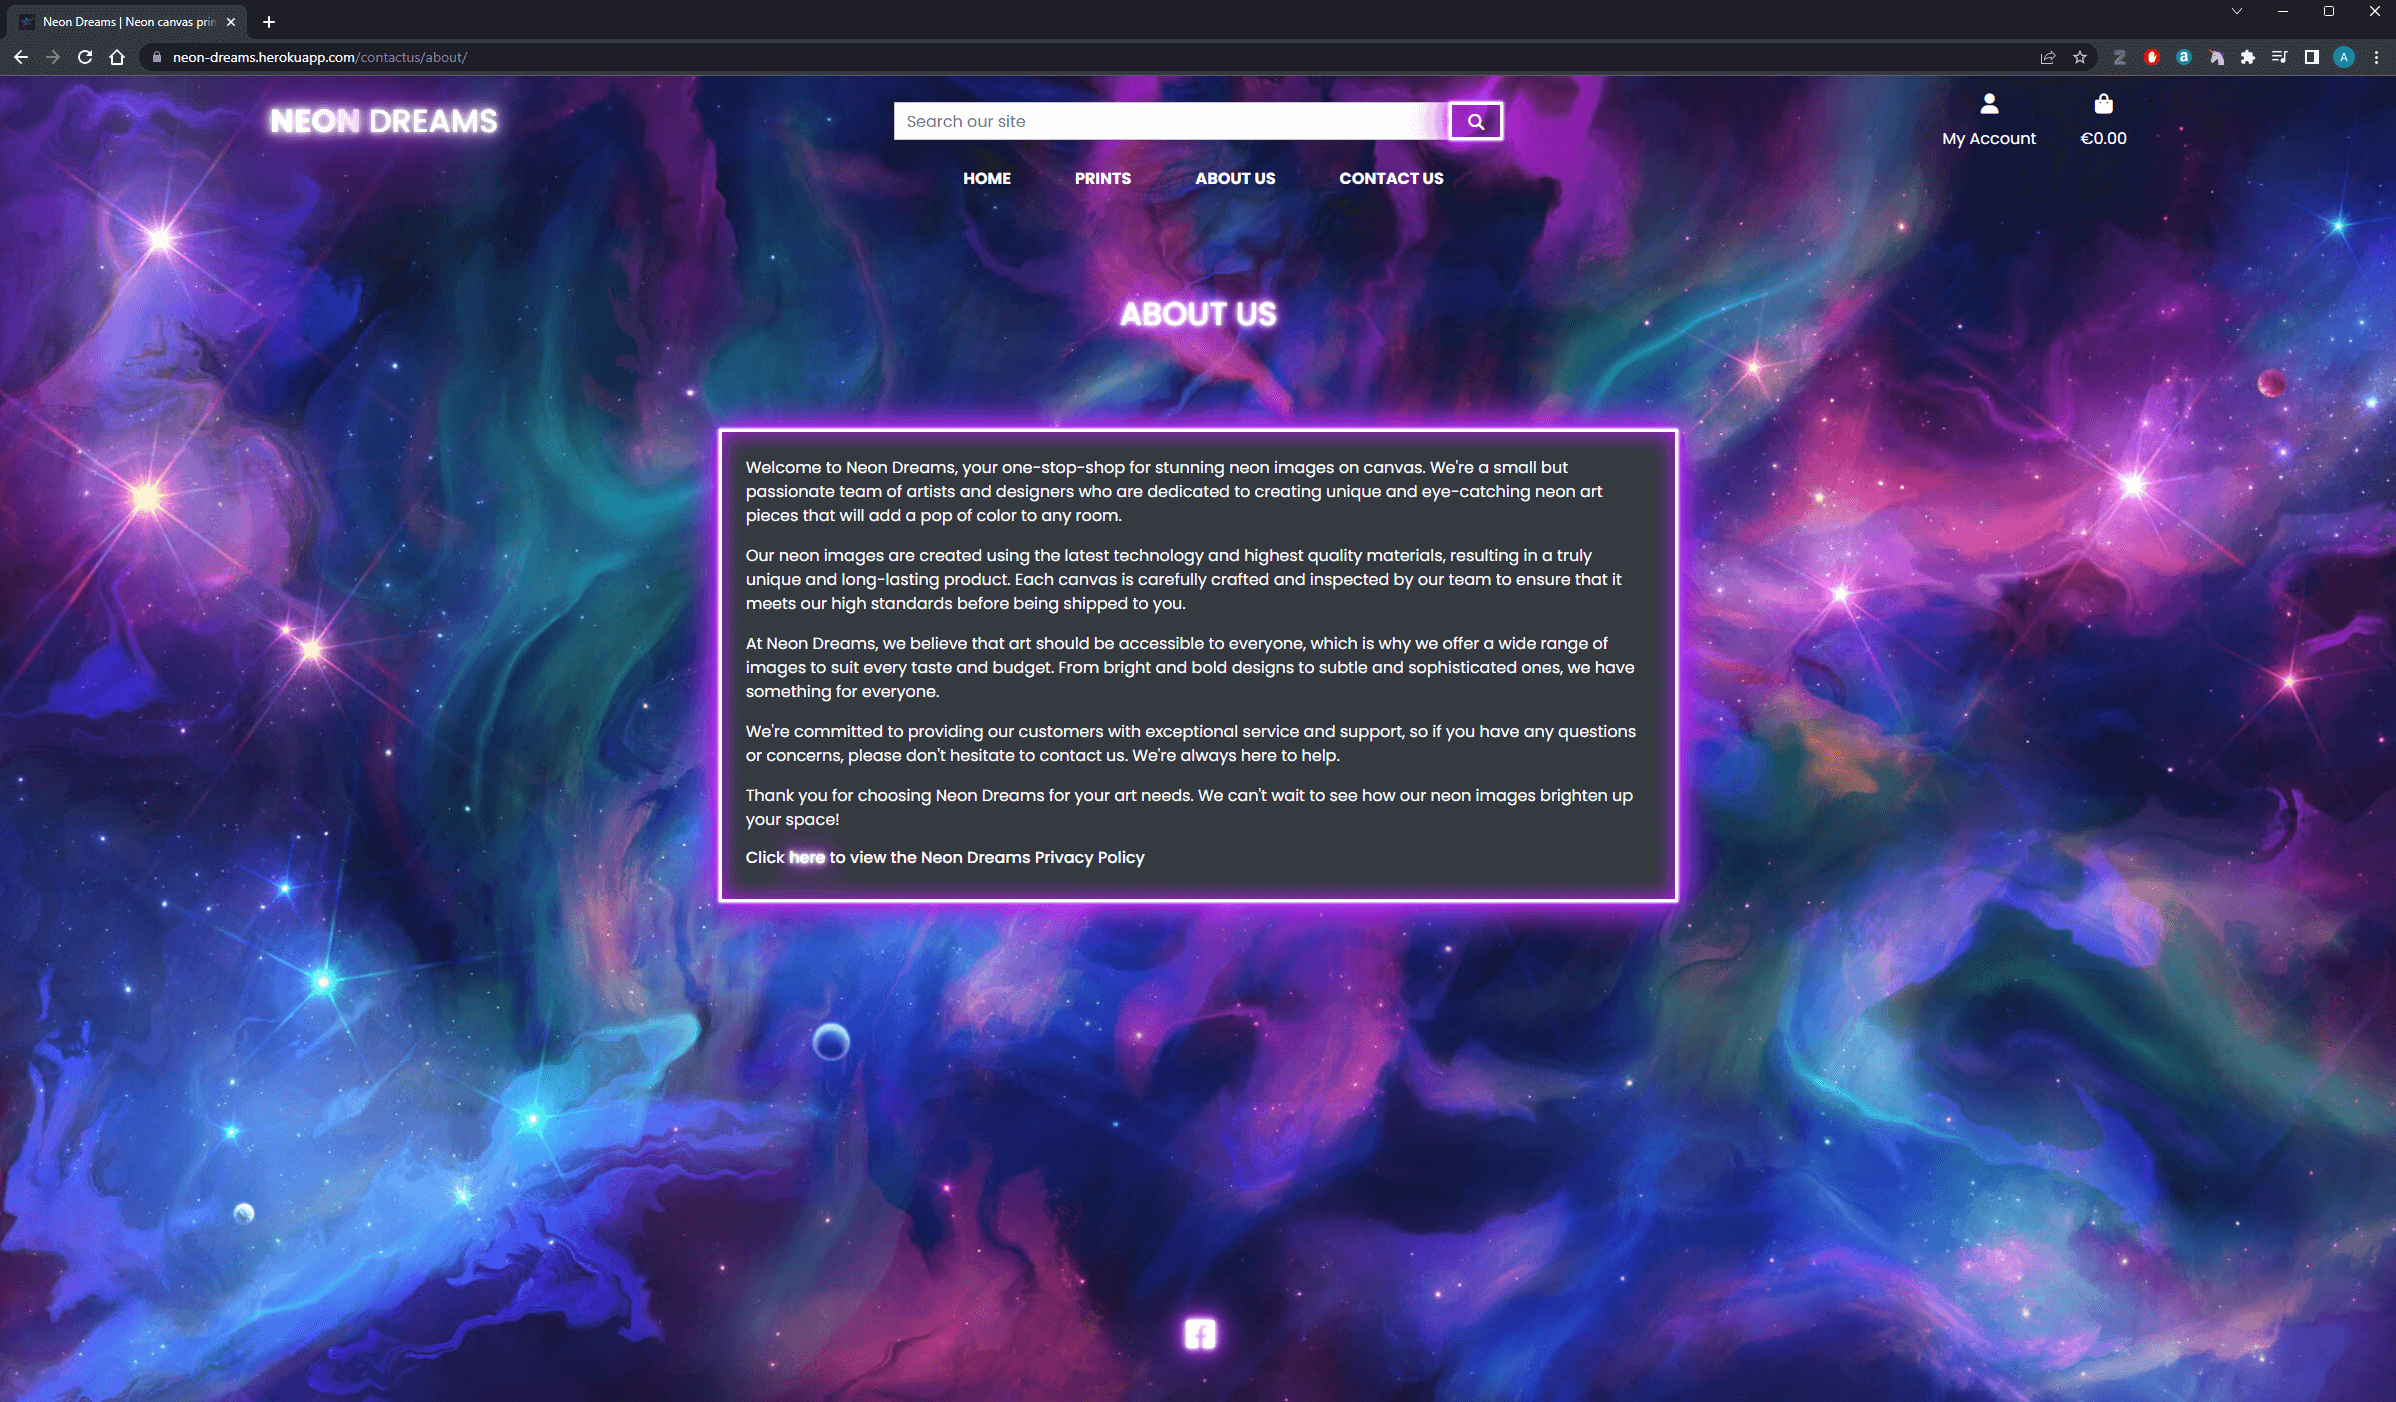 Neon Dreams | Neon canvas prin
neon-dreams.herokuapp.com/contactus/about/
NEON DREAMS
Search our site
My Account
€0.00
HOME
PRINTS
ABOUT US
CONTACT US
ABOUT US
Welcome to Neon Dreams, your one-stop-shop for stunning neon images on canvas. We're a small but
passionate team of artists and designers who are dedicated to creating unique and eye-catching neon art
pieces that will add a pop of color to any room.
Our neon images are created using the latest technology and highest quality materials, resulting in a truly
unique and long-lasting product. Each canvas is carefully crafted and inspected by our team to ensure that it
meets our high standards before being shipped to you.
At Neon Dreams, we believe that art should be accessible to everyone, which is why we offer a wide range of
images to suit every taste and budget. From bright and bold designs to subtle and sophisticated ones, we have
something for everyone.
We're committed to providing our customers with exceptional service and support, so if you have any questions
or concerns, please don't hesitate to contact us. We're always here to help.
Thank you for choosing Neon Dreams for your art needs. We can't wait to see how our neon images brighten up
your space!
Click here to view the Neon Dreams Privacy Policy